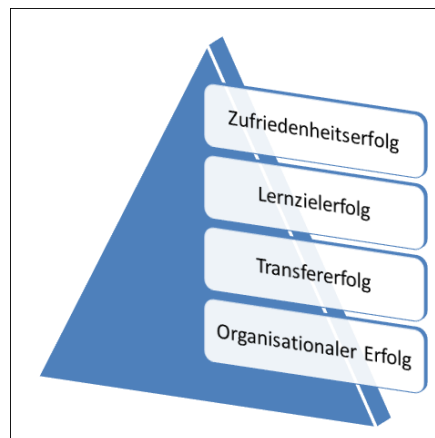 Zufriedenheitserfolg
Lernzielerfolg
Transfererfolg
Organisationaler Erfolg